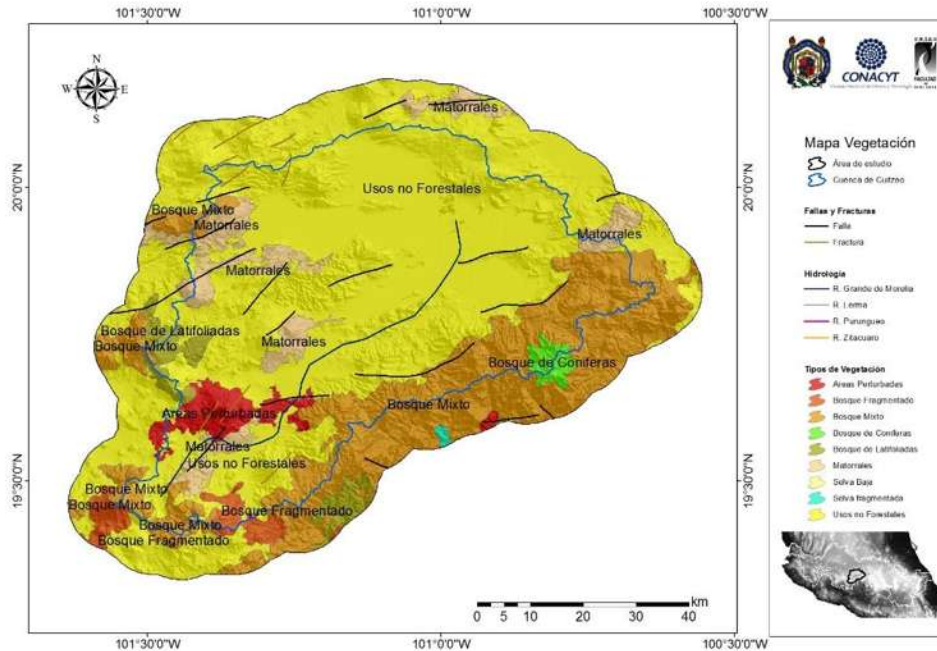 101°30'0"W
101°0'0"W
100°30'0"W
N
W E
S
20°0'0"N
19°30'0"N
20°0'0"N
19°30'0"N
Matorrales
Usos no Forestales
Bosque Mixto
Matorrales
Matorrales
Matorrales
Bosque de Latifoliadas
Bosque Mixto
Matorrales
Bosque de Coníferas
Bosque Mixto
Areas Perturbadas
Matorrales
Usos no Forestales
Bosque Mixto
Bosque Mixto
Bosque Fragmentado
Bosque Mixto
Bosque Fragmentado
km
0 5 10 20 30 40
101°30'0"W
101°0'0"W
100°30'0"W
CONACYT
Mapa Vegetación
Área de estudio
Cuenca de Cuitzeo
Fallas y Fracturas
Falla
Fractura
Hidrología
R. Grande de Morelia
R. Lerma
R. Purungueo
R. Zitacuaro
Tipos de Vegetación
Areas Perturbadas
Bosque Fragmentado
Bosque Mixto
Bosque de Coníferas
Bosque de Latifoliadas
Matorrales
Selva Baja
Selva fragmentada
Usos no Forestales